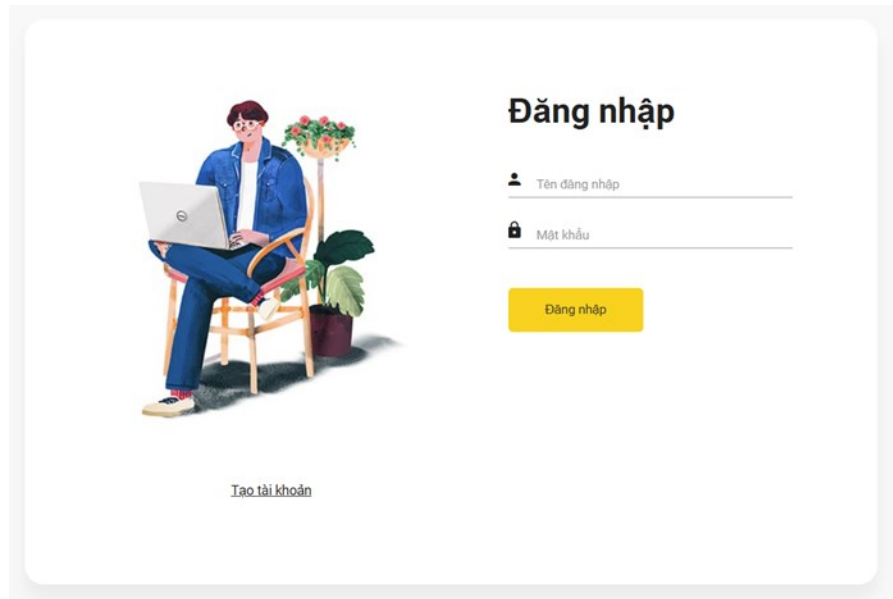 Đăng nhập
Tên đăng nhập
Mật khẩu
Đăng nhập
Tạo tài khoản